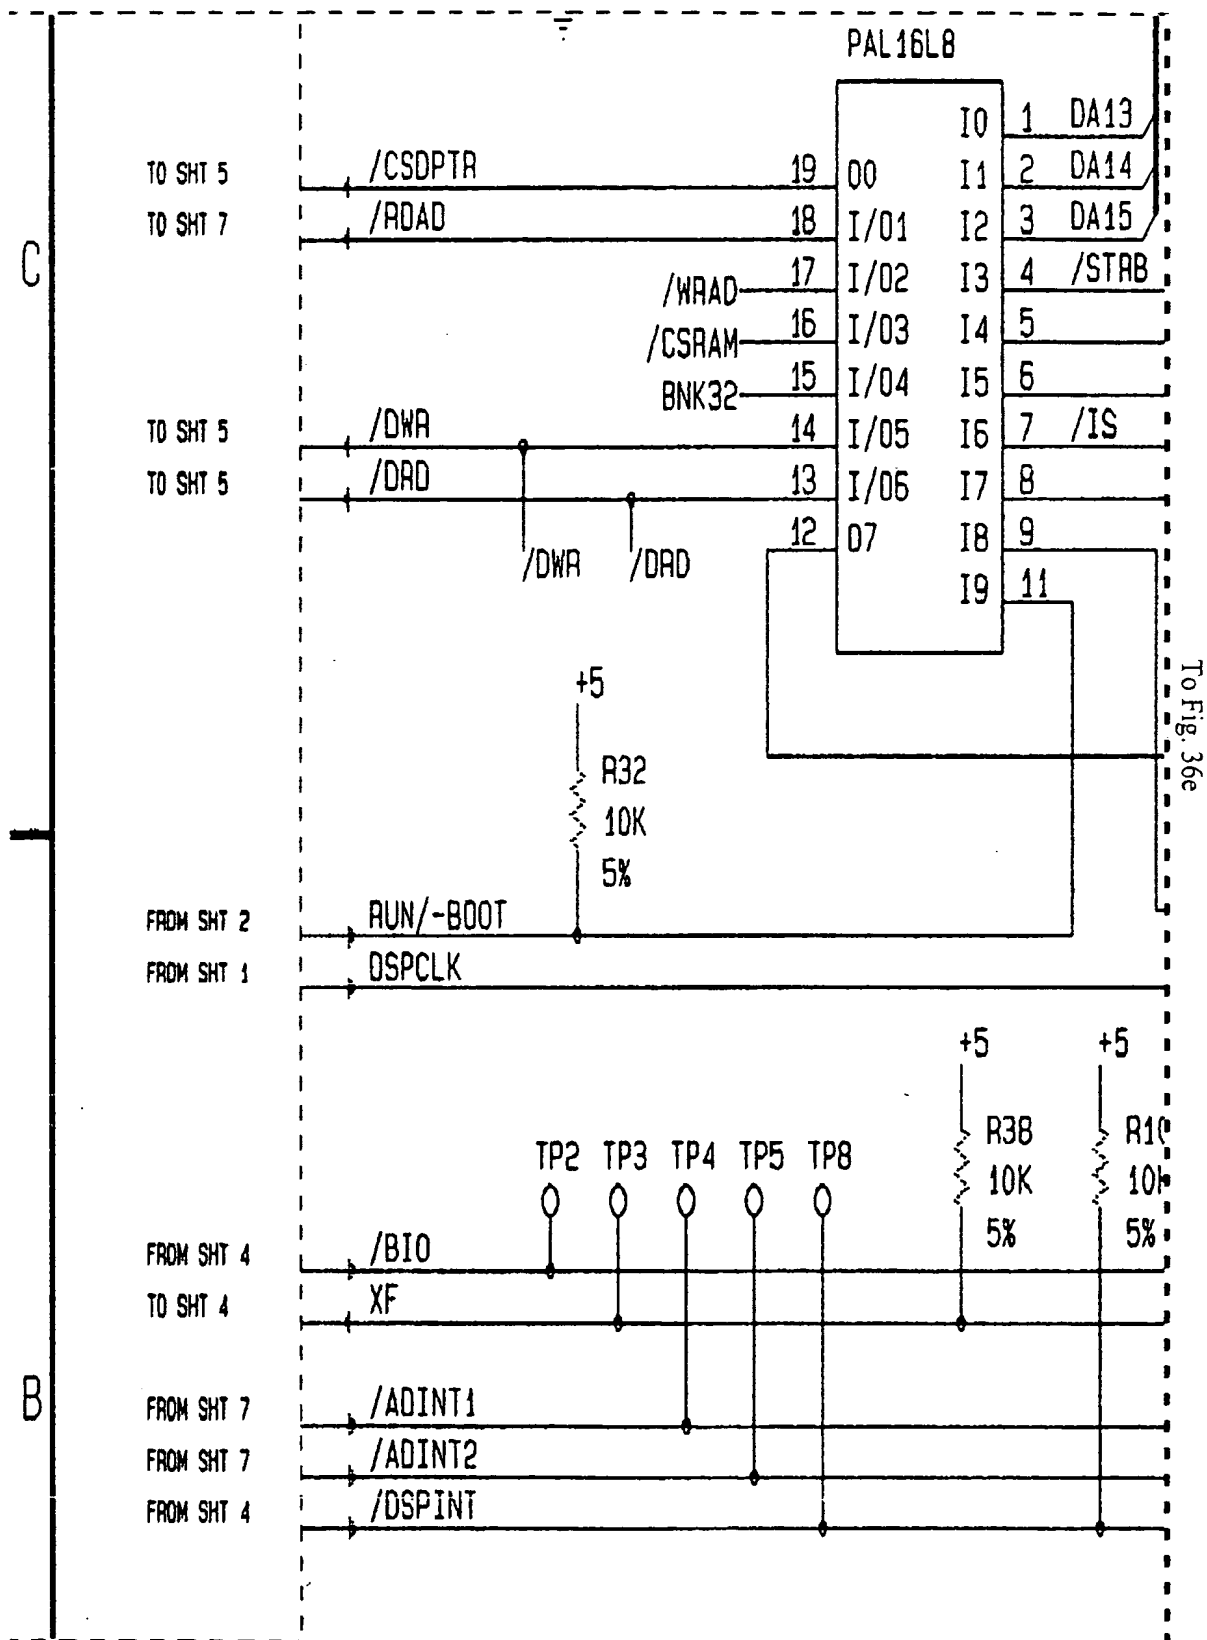 PAL16L8
I0 1 DA13
TO SHT 5 /CSDPTR 19 O0 I1 2 DA14
TO SHT 7 /RDAD 18 I/O1 I2 3 DA15
C
/WRAD 17 I/O2 I3 4 /STRB
/CSRAM 16 I/O3 I4 5
BNK32 15 I/O4 I5 6
TO SHT 5 /DWR 14 I/O5 I6 7 /IS
TO SHT 5 /DRD 13 I/O6 I7 8
12 O7 I8 9
/DWR /DRD
I9 11
To Fig. 36e
+5
R32
10K
5%
FROM SHT 2 RUN/-BOOT
FROM SHT 1 DSPCLK
+5 +5
R38
TP2 TP3 TP4 TP5 TP8
10K
5% 5%
FROM SHT 4 /BIO
TO SHT 4 XF
B
FROM SHT 7 /ADINT1
FROM SHT 7 /ADINT2
FROM SHT 4 /DSPINT